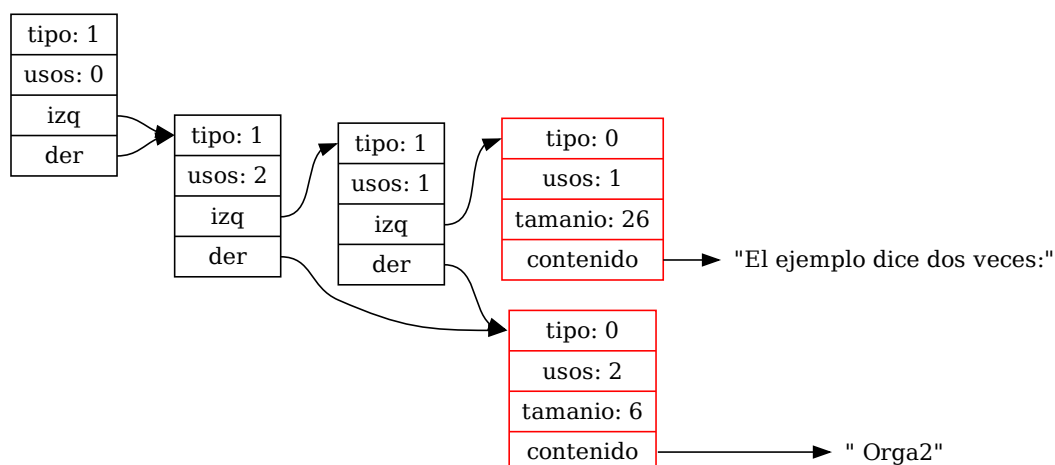 tipo: 1
usos: 0
izq
der
tipo: 1
usos: 2
izq
der
tipo: 1
usos: 1
izq
der
tipo: 0
usos: 1
tamanio: 26
contenido
"El ejemplo dice dos veces:"
tipo: 0
usos: 2
tamanio: 6
contenido
" Orga2"